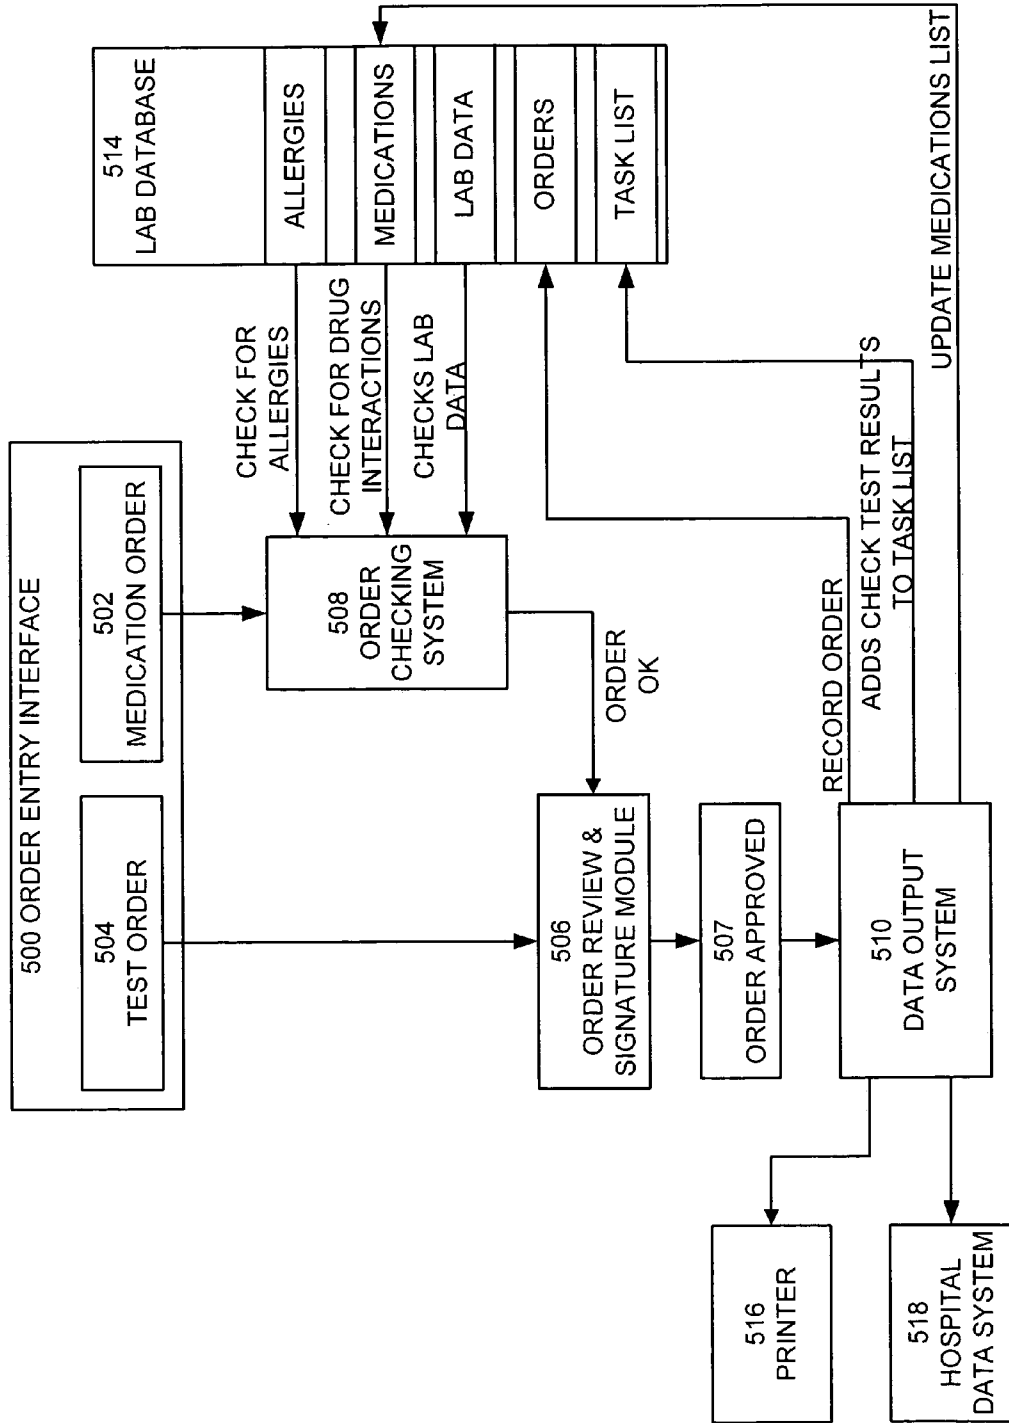 500 ORDER ENTRY INTERFACE
504
TEST ORDER
502
MEDICATION ORDER
514
LAB DATABASE
ALLERGIES
MEDICATIONS
LAB DATA
ORDERS
TASK LIST
CHECK FOR
ALLERGIES
CHECK FOR DRUG
INTERACTIONS
CHECKS LAB
DATA
508
ORDER
CHECKING
SYSTEM
ORDER
OK
506
ORDER REVIEW &
SIGNATURE MODULE
507
ORDER APPROVED
510
DATA OUTPUT
SYSTEM
RECORD ORDER
ADDS CHECK TEST RESULTS
TO TASK LIST
UPDATE MEDICATIONS LIST
516
PRINTER
518
HOSPITAL
DATA SYSTEM